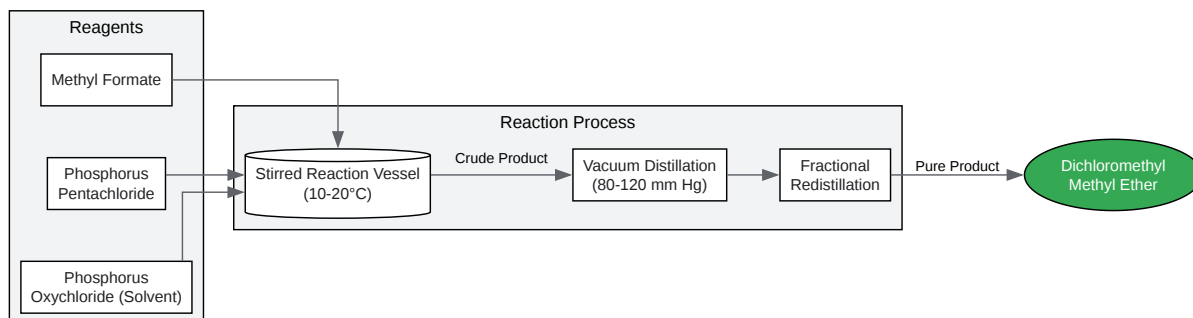 Reagents
Methyl Formate
Phosphorus
Pentachloride
Phosphorus
Oxychloride (Solvent)
Reaction Process
Stirred Reaction Vessel
(10-20°C)
Crude Product
Vacuum Distillation
(80-120 mm Hg)
Fractional
Redistillation
Pure Product
Dichloromethyl
Methyl Ether